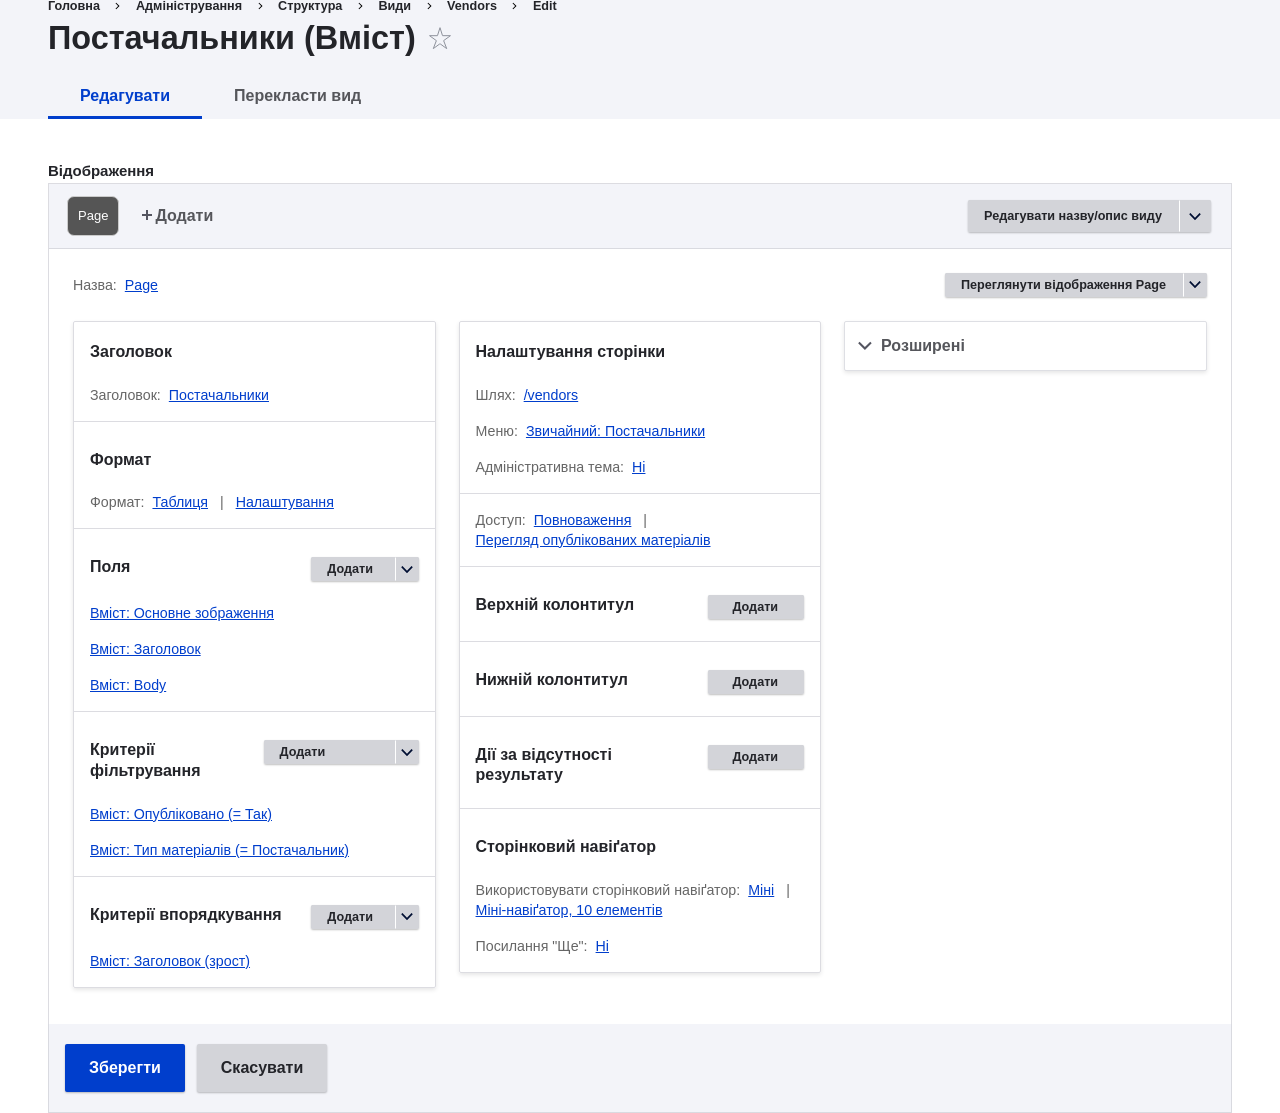 Головна › Адміністрування › Структура › Види › Vendors › Edit
Постачальники (Вміст) ☆
Редагувати
Перекласти вид
Відображення
Page
+ Додати
Редагувати назву/опис виду
Назва: Page
Переглянути відображення Page
Заголовок
Заголовок: Постачальники
Формат
Формат: Таблиця | Налаштування
Поля
Додати
Вміст: Основне зображення
Вміст: Заголовок
Вміст: Body
Критерії
фільтрування
Додати
Вміст: Опубліковано (= Так)
Вміст: Тип матеріалів (= Постачальник)
Критерії впорядкування
Додати
Вміст: Заголовок (зрост)
Налаштування сторінки
Шлях: /vendors
Меню: Звичайний: Постачальники
Адміністративна тема: Ні
Доступ: Повноваження |
Перегляд опублікованих матеріалів
Верхній колонтитул
Додати
Нижній колонтитул
Додати
Дії за відсутності
результату
Додати
Сторінковий навіґатор
Використовувати сторінковий навіґатор: Міні |
Міні-навіґатор, 10 елементів
Посилання "Ще": Ні
Розширені
Зберегти
Скасувати